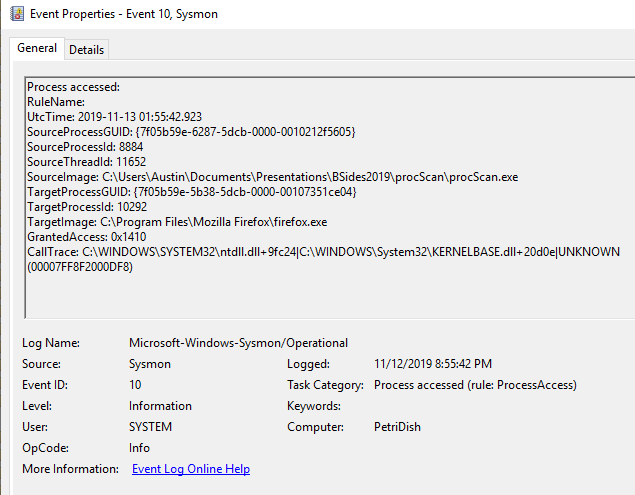 Event Properties - Event 10, Sysmon
General Details
Process accessed:
RuleName:
UtcTime: 2019-11-13 01:55:42.923
SourceProcessGUID: {7f05b59e-6287-5dcb-0000-0010212f5605}
SourceProcessId: 8884
SourceThreadId: 11652
SourceImage: C:\Users\Austin\Documents\Presentations\BSides2019\procScan\procScan.exe
TargetProcessGUID: {7f05b59e-5b38-5dcb-0000-00107351ce04}
TargetProcessId: 10292
TargetImage: C:\Program Files\Mozilla Firefox\firefox.exe
GrantedAccess: 0x1410
CallTrace: C:\WINDOWS\SYSTEM32\ntdll.dll+9fc24|C:\WINDOWS\System32\KERNELBASE.dll+20d0e|UNKNOWN
(00007FF8F2000DF8)
Log Name: Microsoft-Windows-Sysmon/Operational
Source: Sysmon Logged: 11/12/2019 8:55:42 PM
Event ID: 10 Task Category: Process accessed (rule: ProcessAccess)
Level: Information Keywords:
User: SYSTEM Computer: PetriDish
OpCode: Info
More Information: Event Log Online Help